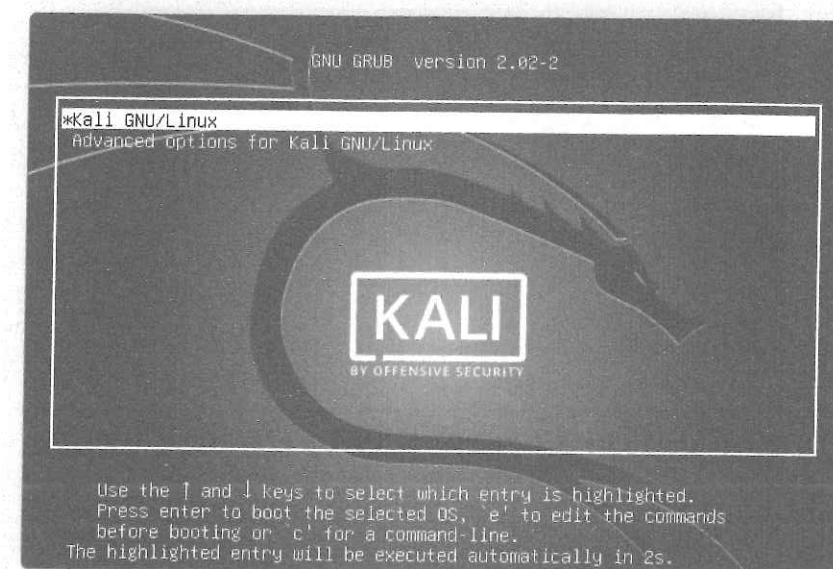 GNU GRUB version 2.02-2
*Kali GNU/Linux
Advanced options for Kali GNU/Linux
KALI
BY OFFENSIVE SECURITY
Use the ↑ and ↓ keys to select which entry is highlighted.
Press enter to boot the selected OS, `e' to edit the commands
before booting or `c' for a command-line.
The highlighted entry will be executed automatically in 2s.